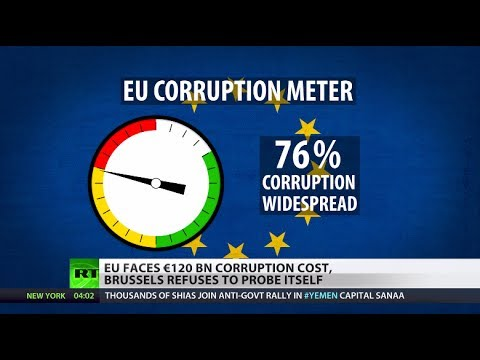 EU CORRUPTION METER
76%
CORRUPTION
WIDESPREAD
RT
EU FACES €120 BN CORRUPTION COST,
BRUSSELS REFUSES TO PROBE ITSELF
NEW YORK 04:02 THOUSANDS OF SHIAS JOIN ANTI-GOVT RALLY IN #YEMEN CAPITAL SANAA